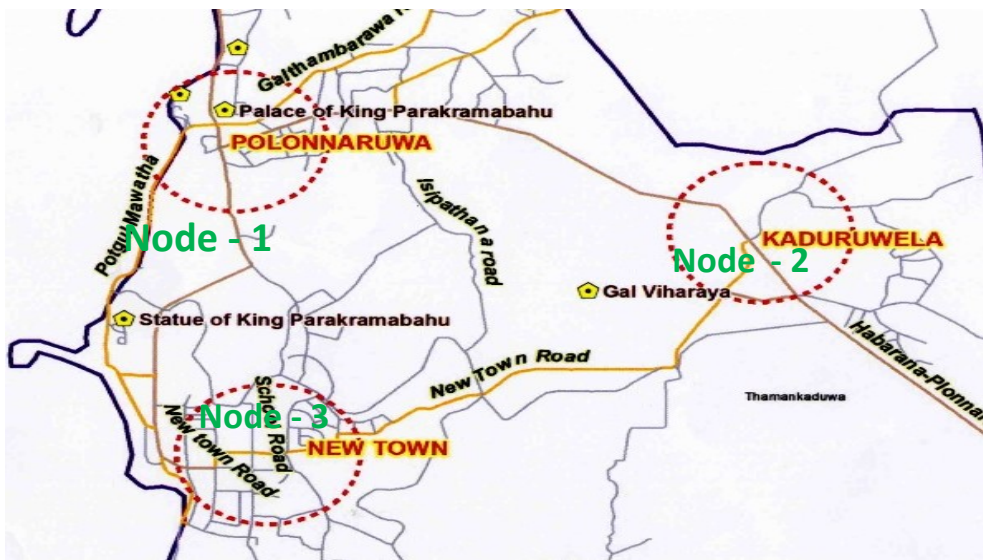 Galthambarawa
Palace of King Parakramabahu
POLONNARUWA
Potgul Mawatha
Isipathana road
Node - 1
KADURUWELA
Node - 2
Gal Viharaya
Statue of King Parakramabahu
Habarana-Plonnar
New Town Road
Thamankaduwa
School Road
Node - 3
New town Road
NEW TOWN